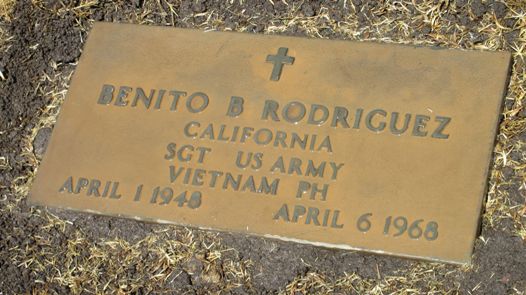 BENITO B RODRIGUEZ
CALIFORNIA
SGT US ARMY
VIETNAM PH
APRIL 1 1948 APRIL 6 1968